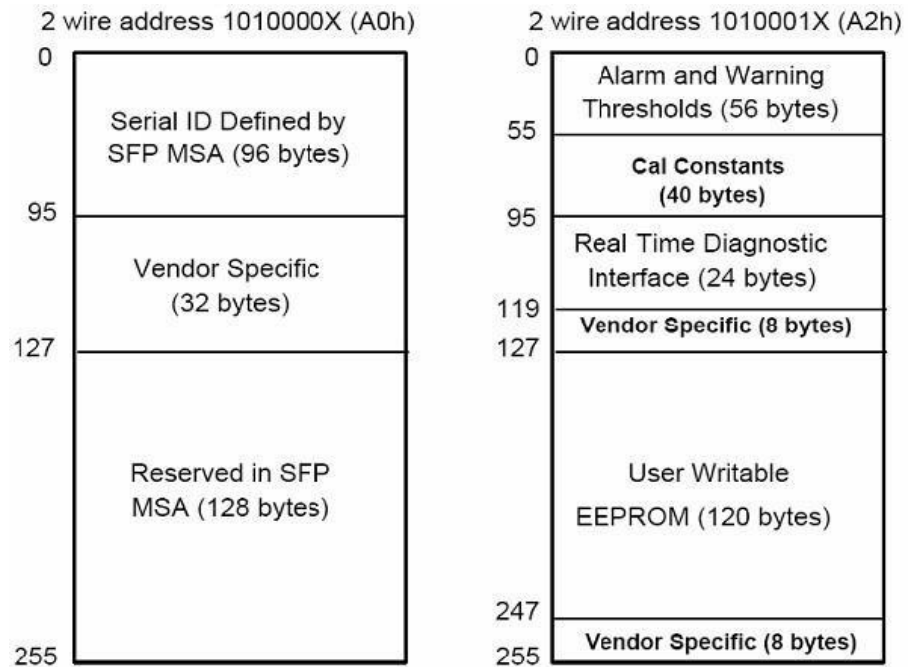 2 wire address 1010000X (A0h)
0
Serial ID Defined by
SFP MSA (96 bytes)
95
Vendor Specific
(32 bytes)
127
Reserved in SFP
MSA (128 bytes)
255
2 wire address 1010001X (A2h)
0
Alarm and Warning
Thresholds (56 bytes)
55
Cal Constants
(40 bytes)
95
Real Time Diagnostic
Interface (24 bytes)
119
Vendor Specific (8 bytes)
127
User Writable
EEPROM (120 bytes)
247
Vendor Specific (8 bytes)
255